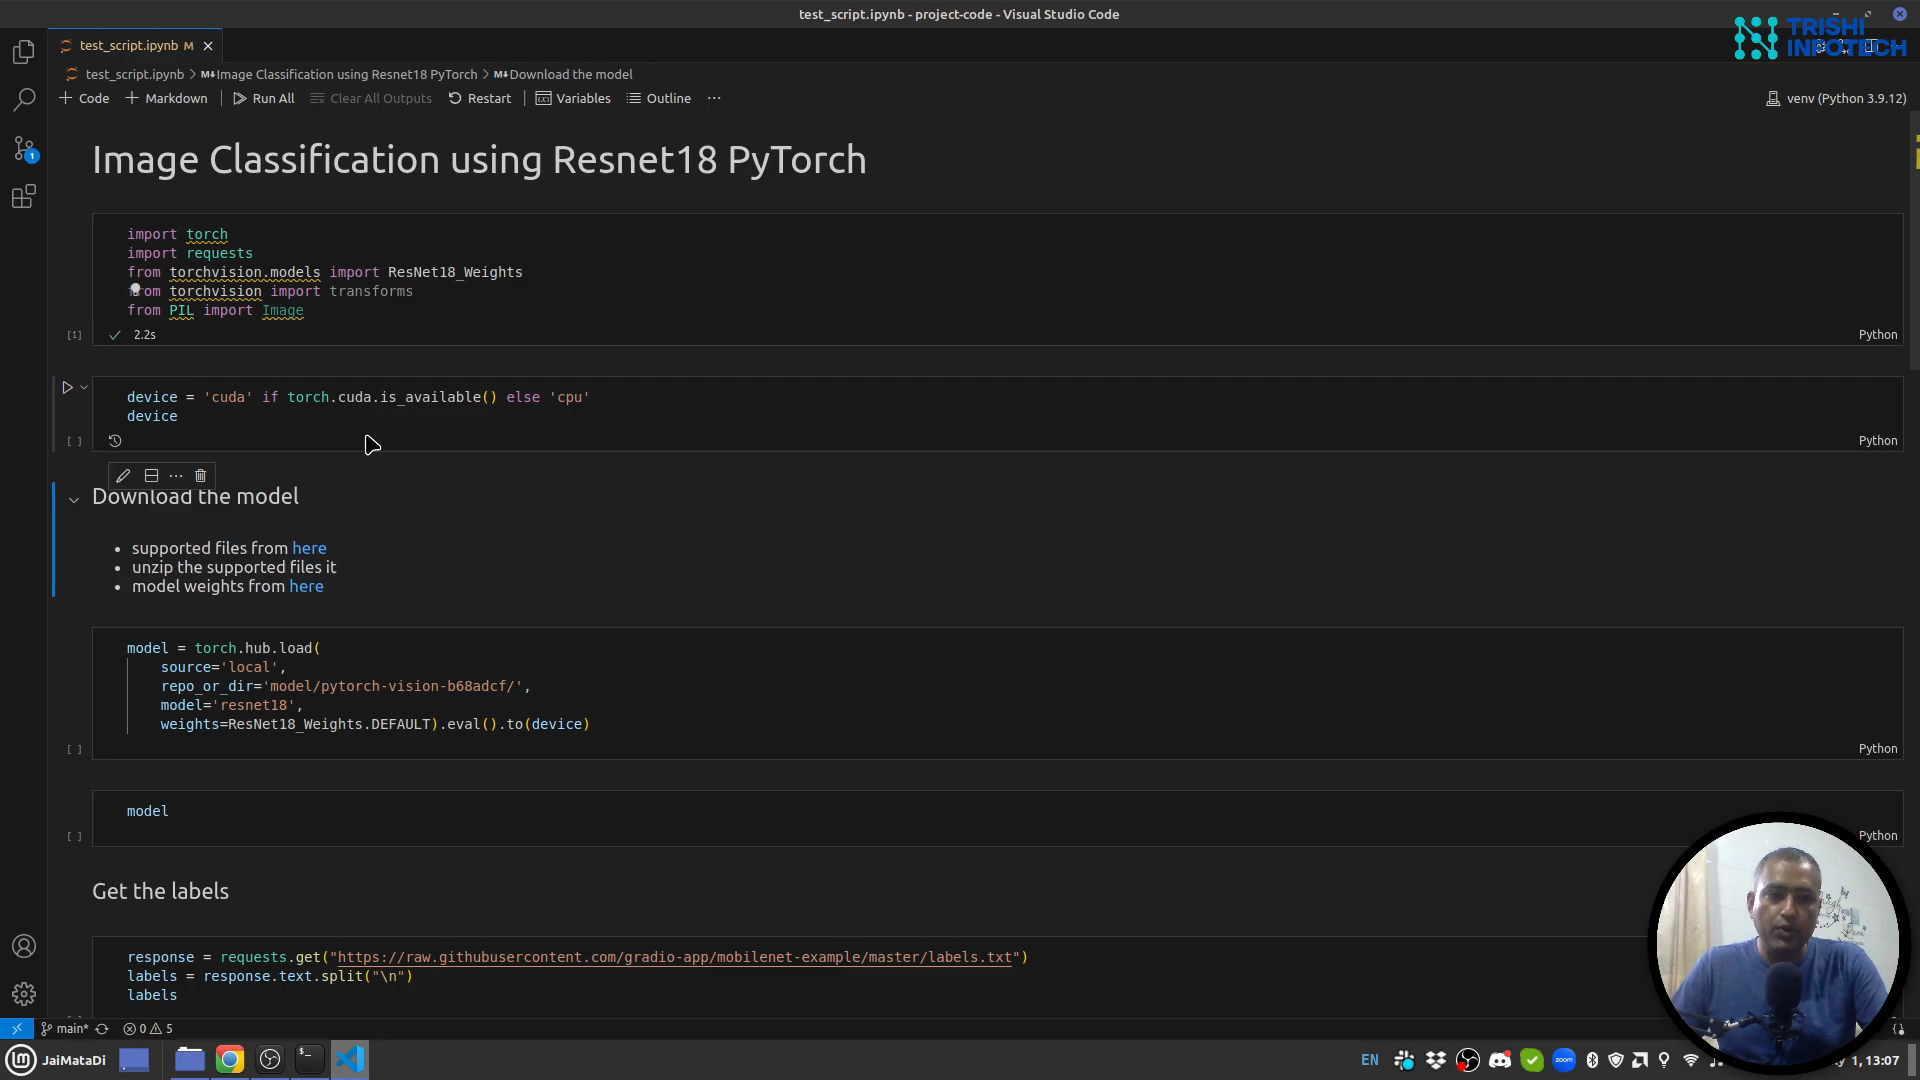 test_script.ipynb - project-code - Visual Studio Code
TRISHI
INFOTECH
test_script.ipynb M
test_script.ipynb > M↓Image Classification using Resnet18 PyTorch > M↓Download the model
Code Markdown Run All Clear All Outputs Restart Variables Outline ...
venv (Python 3.9.12)
1
Image Classification using Resnet18 PyTorch
import torch
import requests
from torchvision.models import ResNet18_Weights
from torchvision import transforms
from PIL import Image
[1] 2.2s
Python
device = 'cuda' if torch.cuda.is_available() else 'cpu'
device
[ ]
Python
Download the model
• supported files from here
• unzip the supported files it
• model weights from here
model = torch.hub.load(
source='local',
repo_or_dir='model/pytorch-vision-b68adcf/',
model='resnet18',
weights=ResNet18_Weights.DEFAULT).eval().to(device)
[ ]
Python
model
[ ]
Python
Get the labels
response = requests.get("https://raw.githubusercontent.com/gradio-app/mobilenet-example/master/labels.txt")
labels = response.text.split("\n")
labels
main* 0 5
JaiMataDi
EN
zoom
1, 13:07